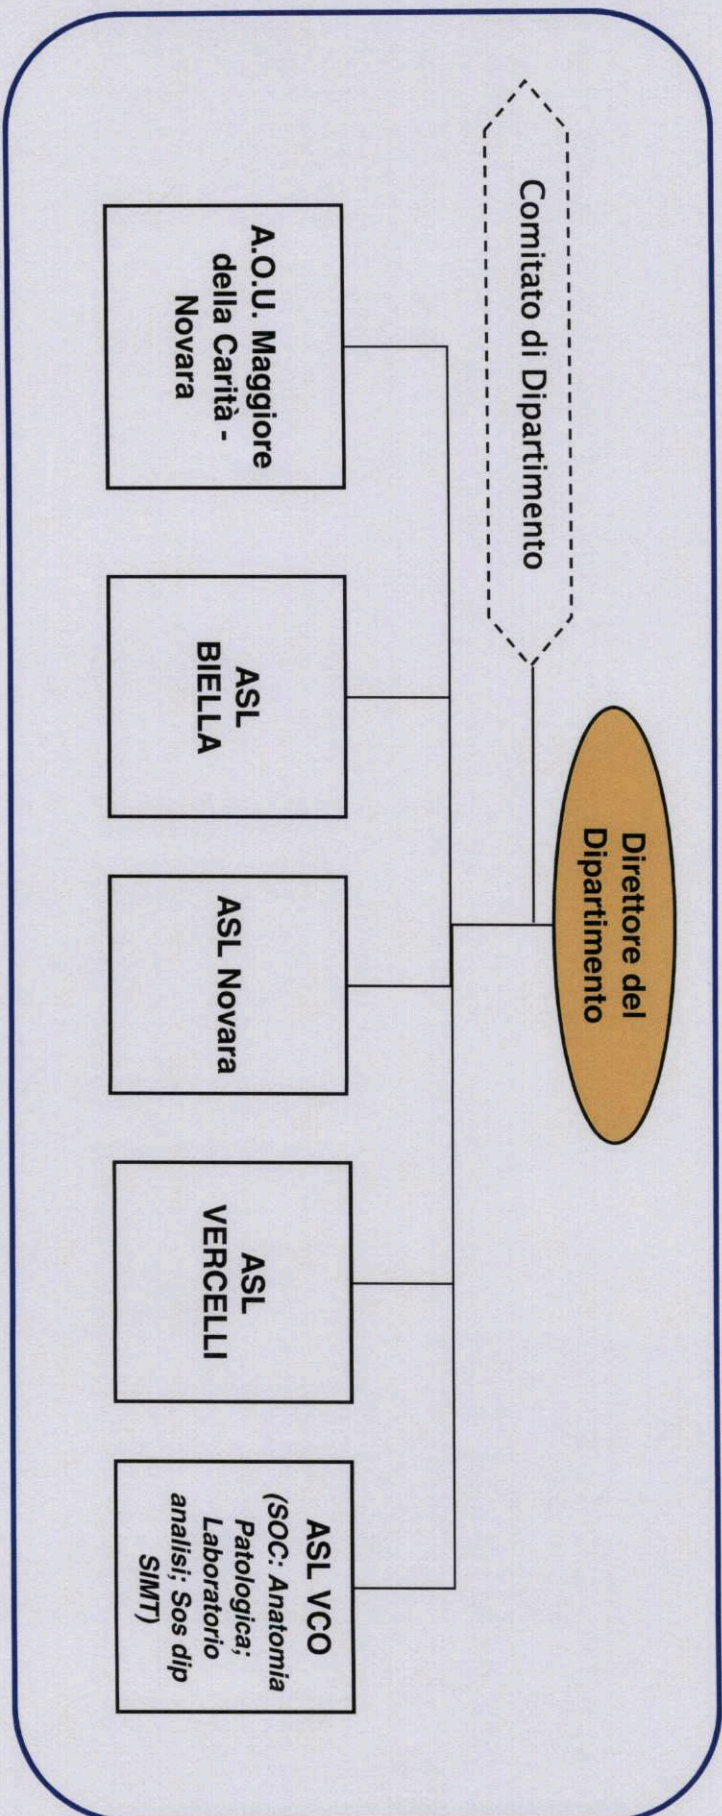 Direttore del
Dipartimento
Comitato di Dipartimento
A.O.U. Maggiore
della Carità -
Novara
ASL
BIELLA
ASL Novara
ASL
VERCELLI
ASL VCO
(SOC: Anatomia
Patologica;
Laboratorio
analisi; Sos dip
SIMT)